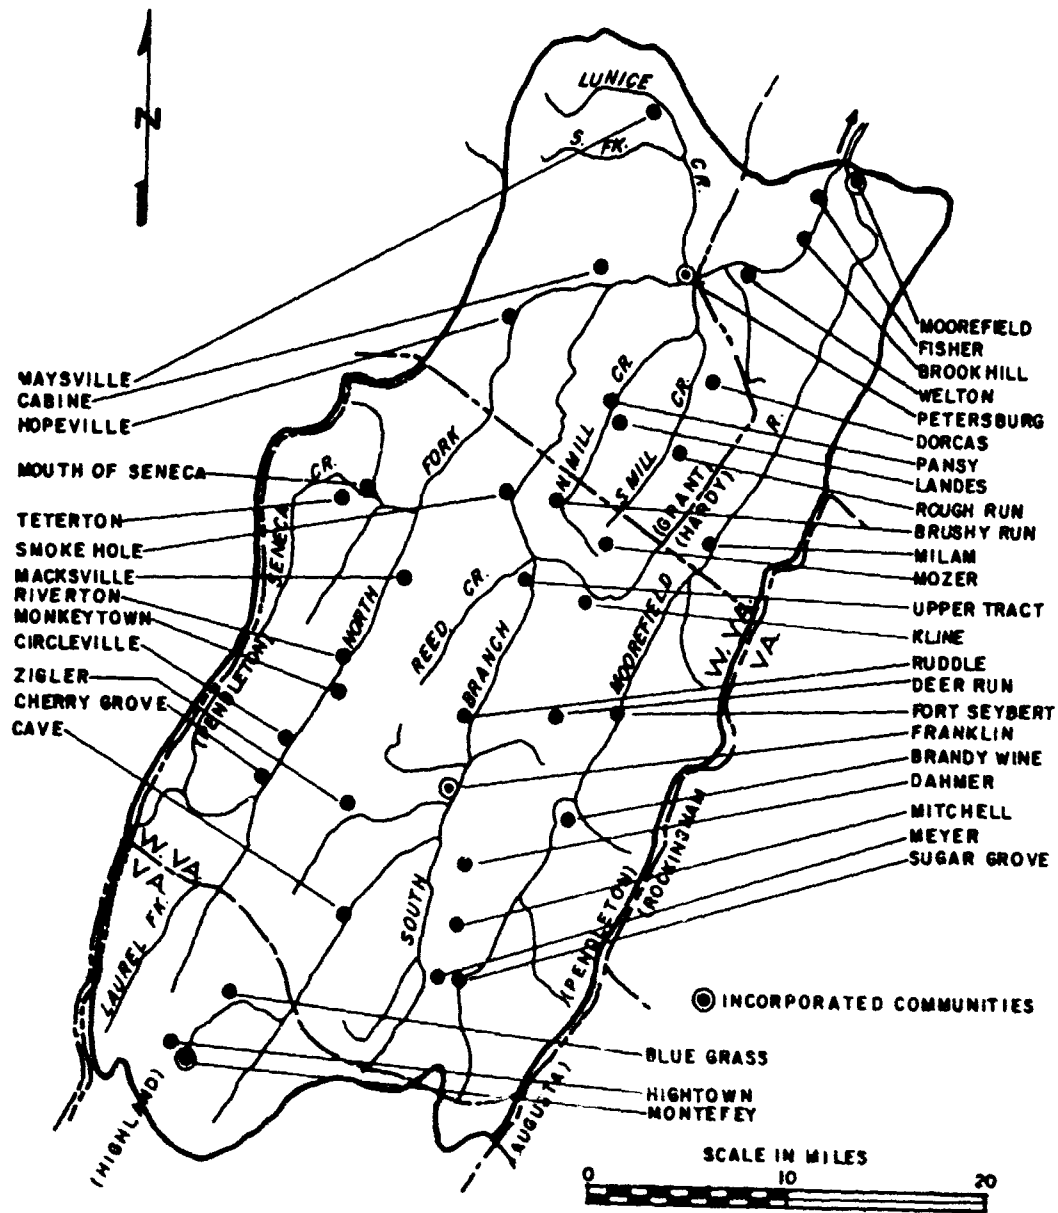 N
LUNICE
S. FK.
CR.
MAYSVILLE
CABINE
HOPEVILLE
MOUTH OF SENECA
TETERTON
SMOKE HOLE
MACKSVILLE
RIVERTON
MONKEYTOWN
CIRCLEVILLE
ZIGLER
CHERRY GROVE
CAVE
MOOREFIELD
FISHER
BROOKHILL
WELTON
PETERSBURG
DORCAS
PANSY
LANDES
ROUGH RUN
BRUSHY RUN
MILAM
MOZER
UPPER TRACT
KLINE
RUDDLE
DEER RUN
FORT SEYBERT
FRANKLIN
BRANDY WINE
DAHMER
MITCHELL
MEYER
SUGAR GROVE
SENECA CR.
NORTH FORK
N. MILL CR.
S. MILL CR.
(GRANT)
(HARDY)
MOOREFIELD R.
REED CR.
SOUTH BRANCH
(PENDLETON)
W. VA.
VA.
W. VA.
VA.
LAUREL FK.
(PENDLETON)
(ROCKINGHAM
(HIGHLAND)
(AUGUSTA)
INCORPORATED COMMUNITIES
BLUE GRASS
HIGHTOWN
MONTEFEY
SCALE IN MILES
0 10 20